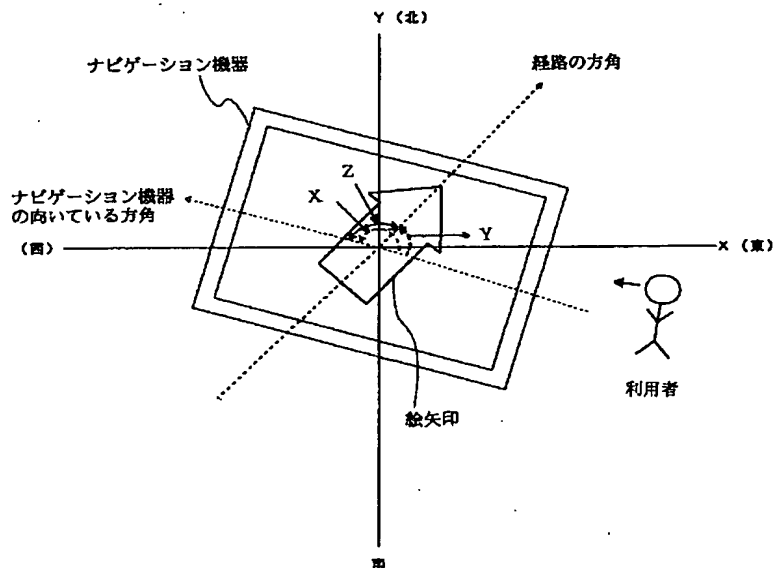 Y (北)
ナビゲーション機器
経路の方角
Z
ナビゲーション機器
の向いている方角
X
Y
(西)
X (東)
利用者
絵矢印